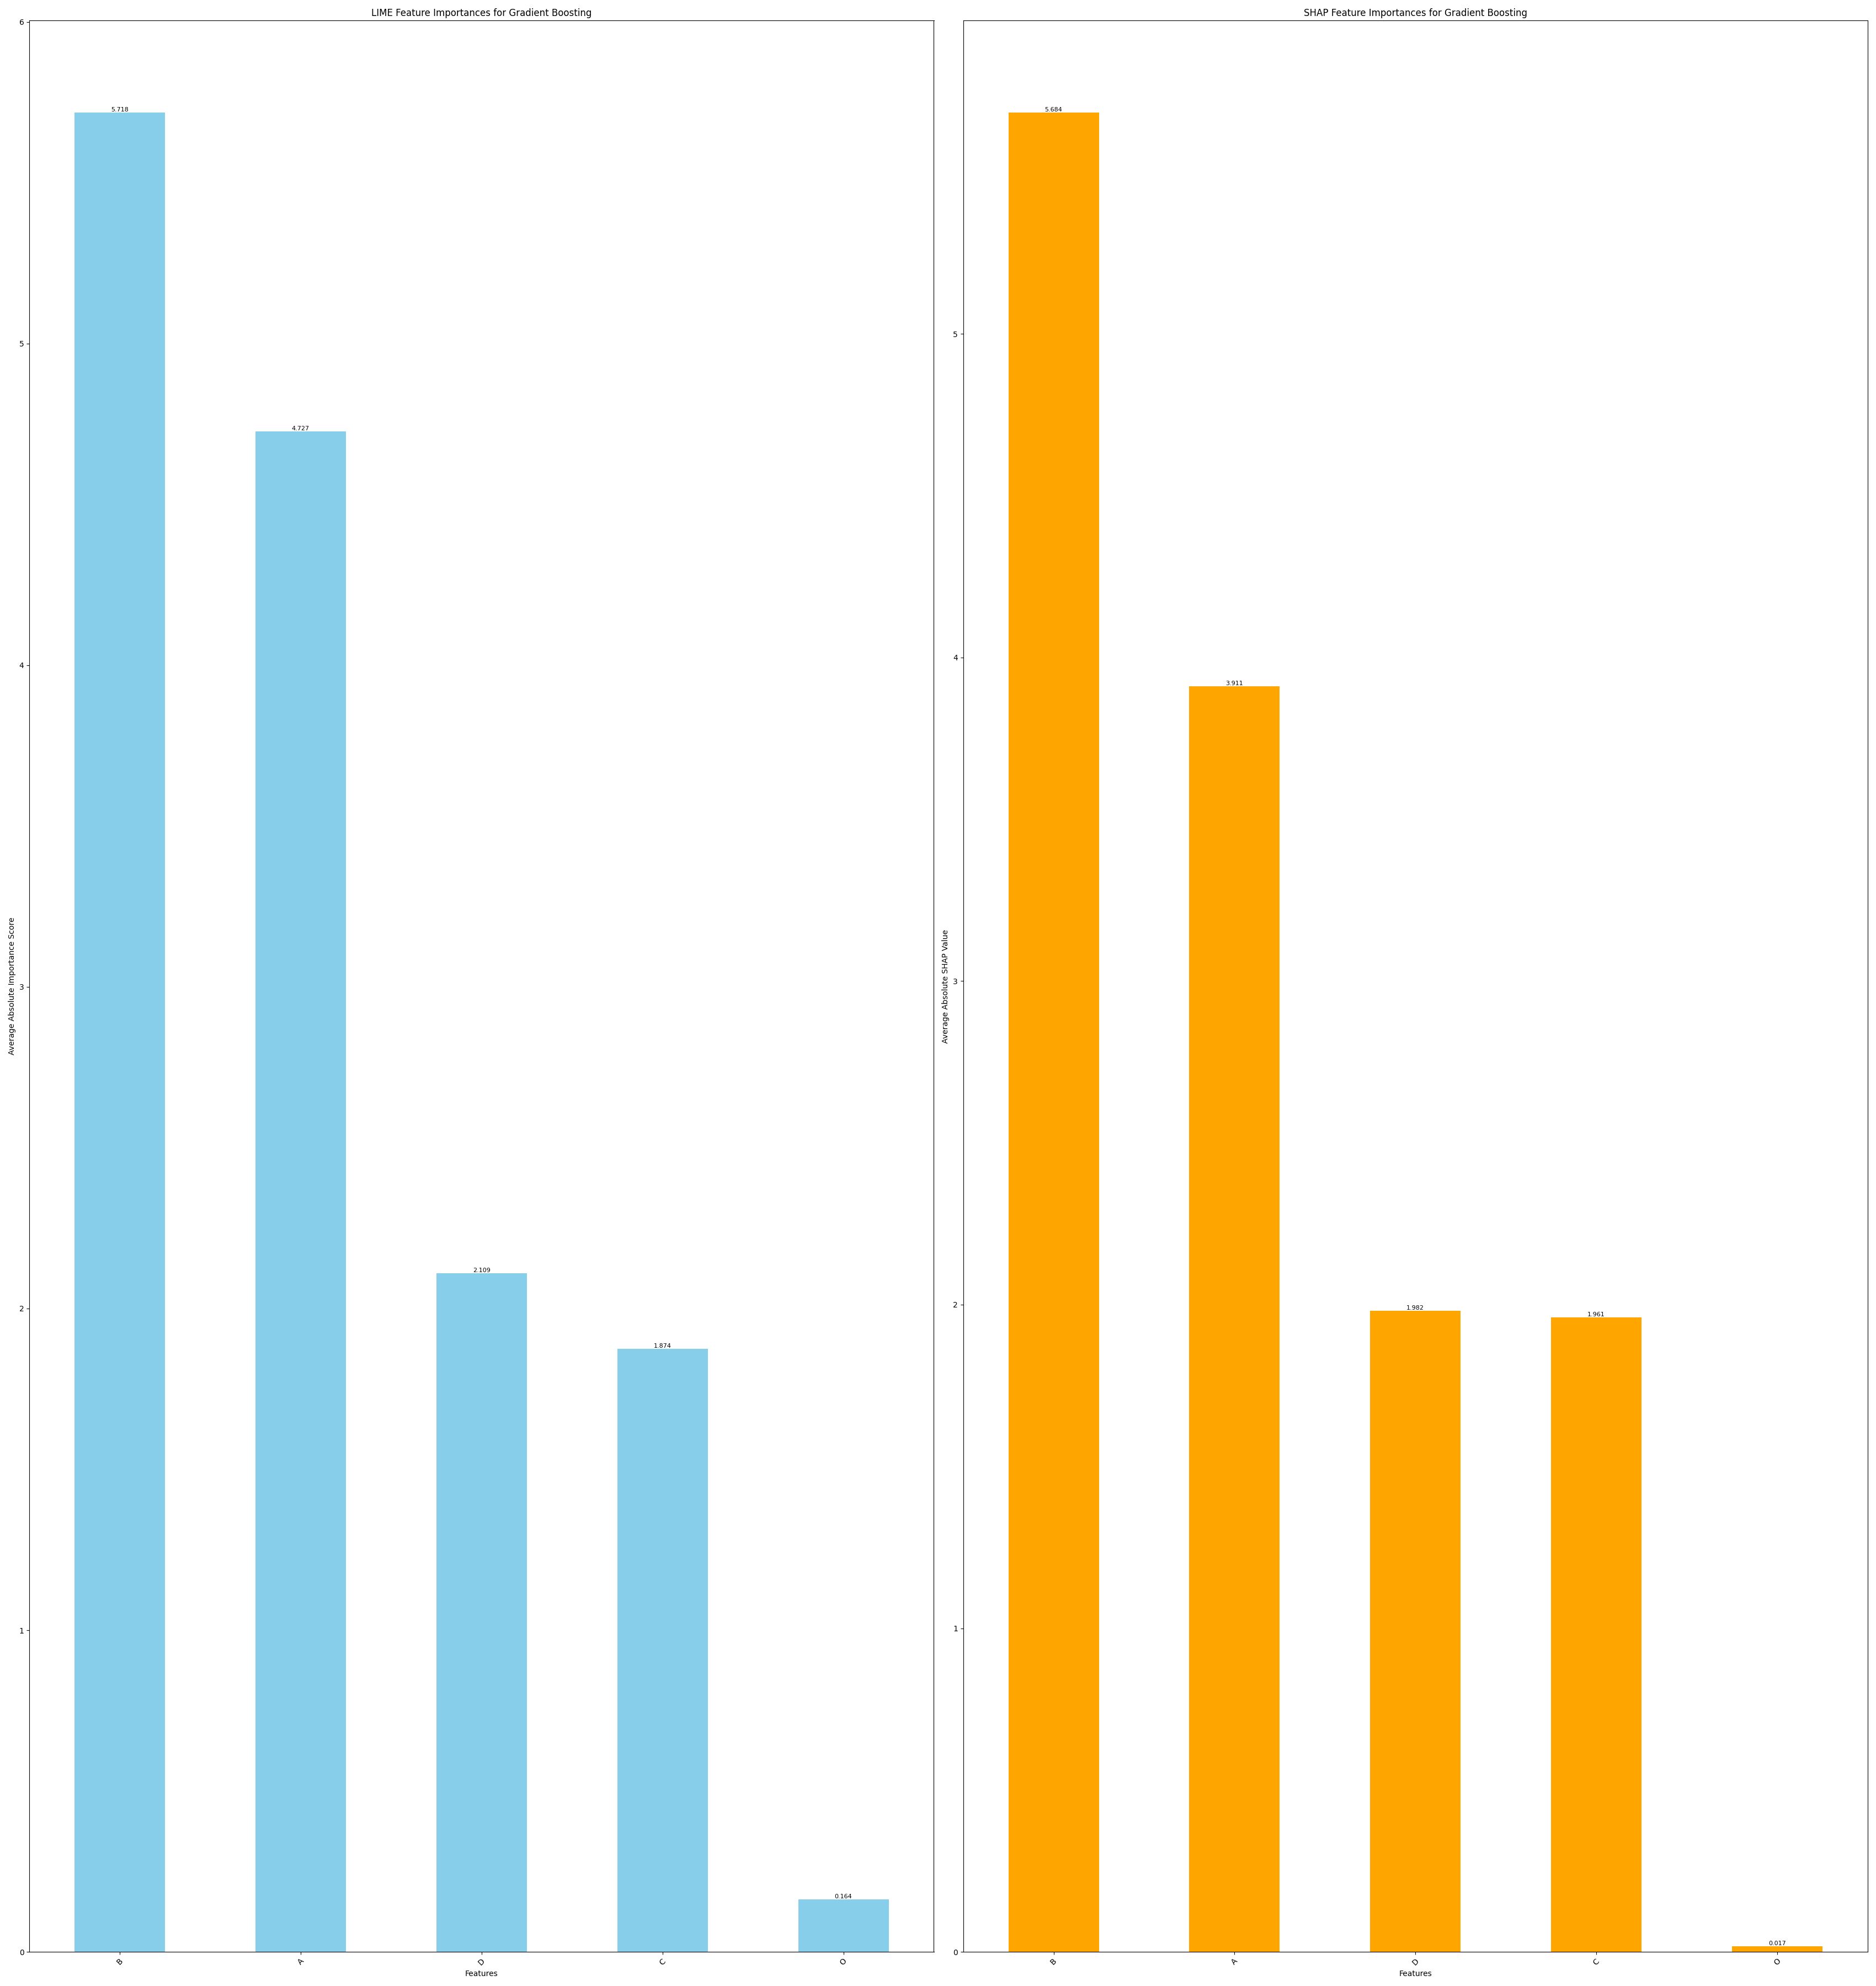 LIME Feature Importances for Gradient Boosting
6
5
4
3
2
1
0
Average Absolute Importance Score
5.718
4.727
2.109
1.874
0.164
B
A
D
C
O
Features
SHAP Feature Importances for Gradient Boosting
5
4
3
2
1
0
Average Absolute SHAP Value
5.684
3.911
1.982
1.961
0.017
B
A
D
C
O
Features